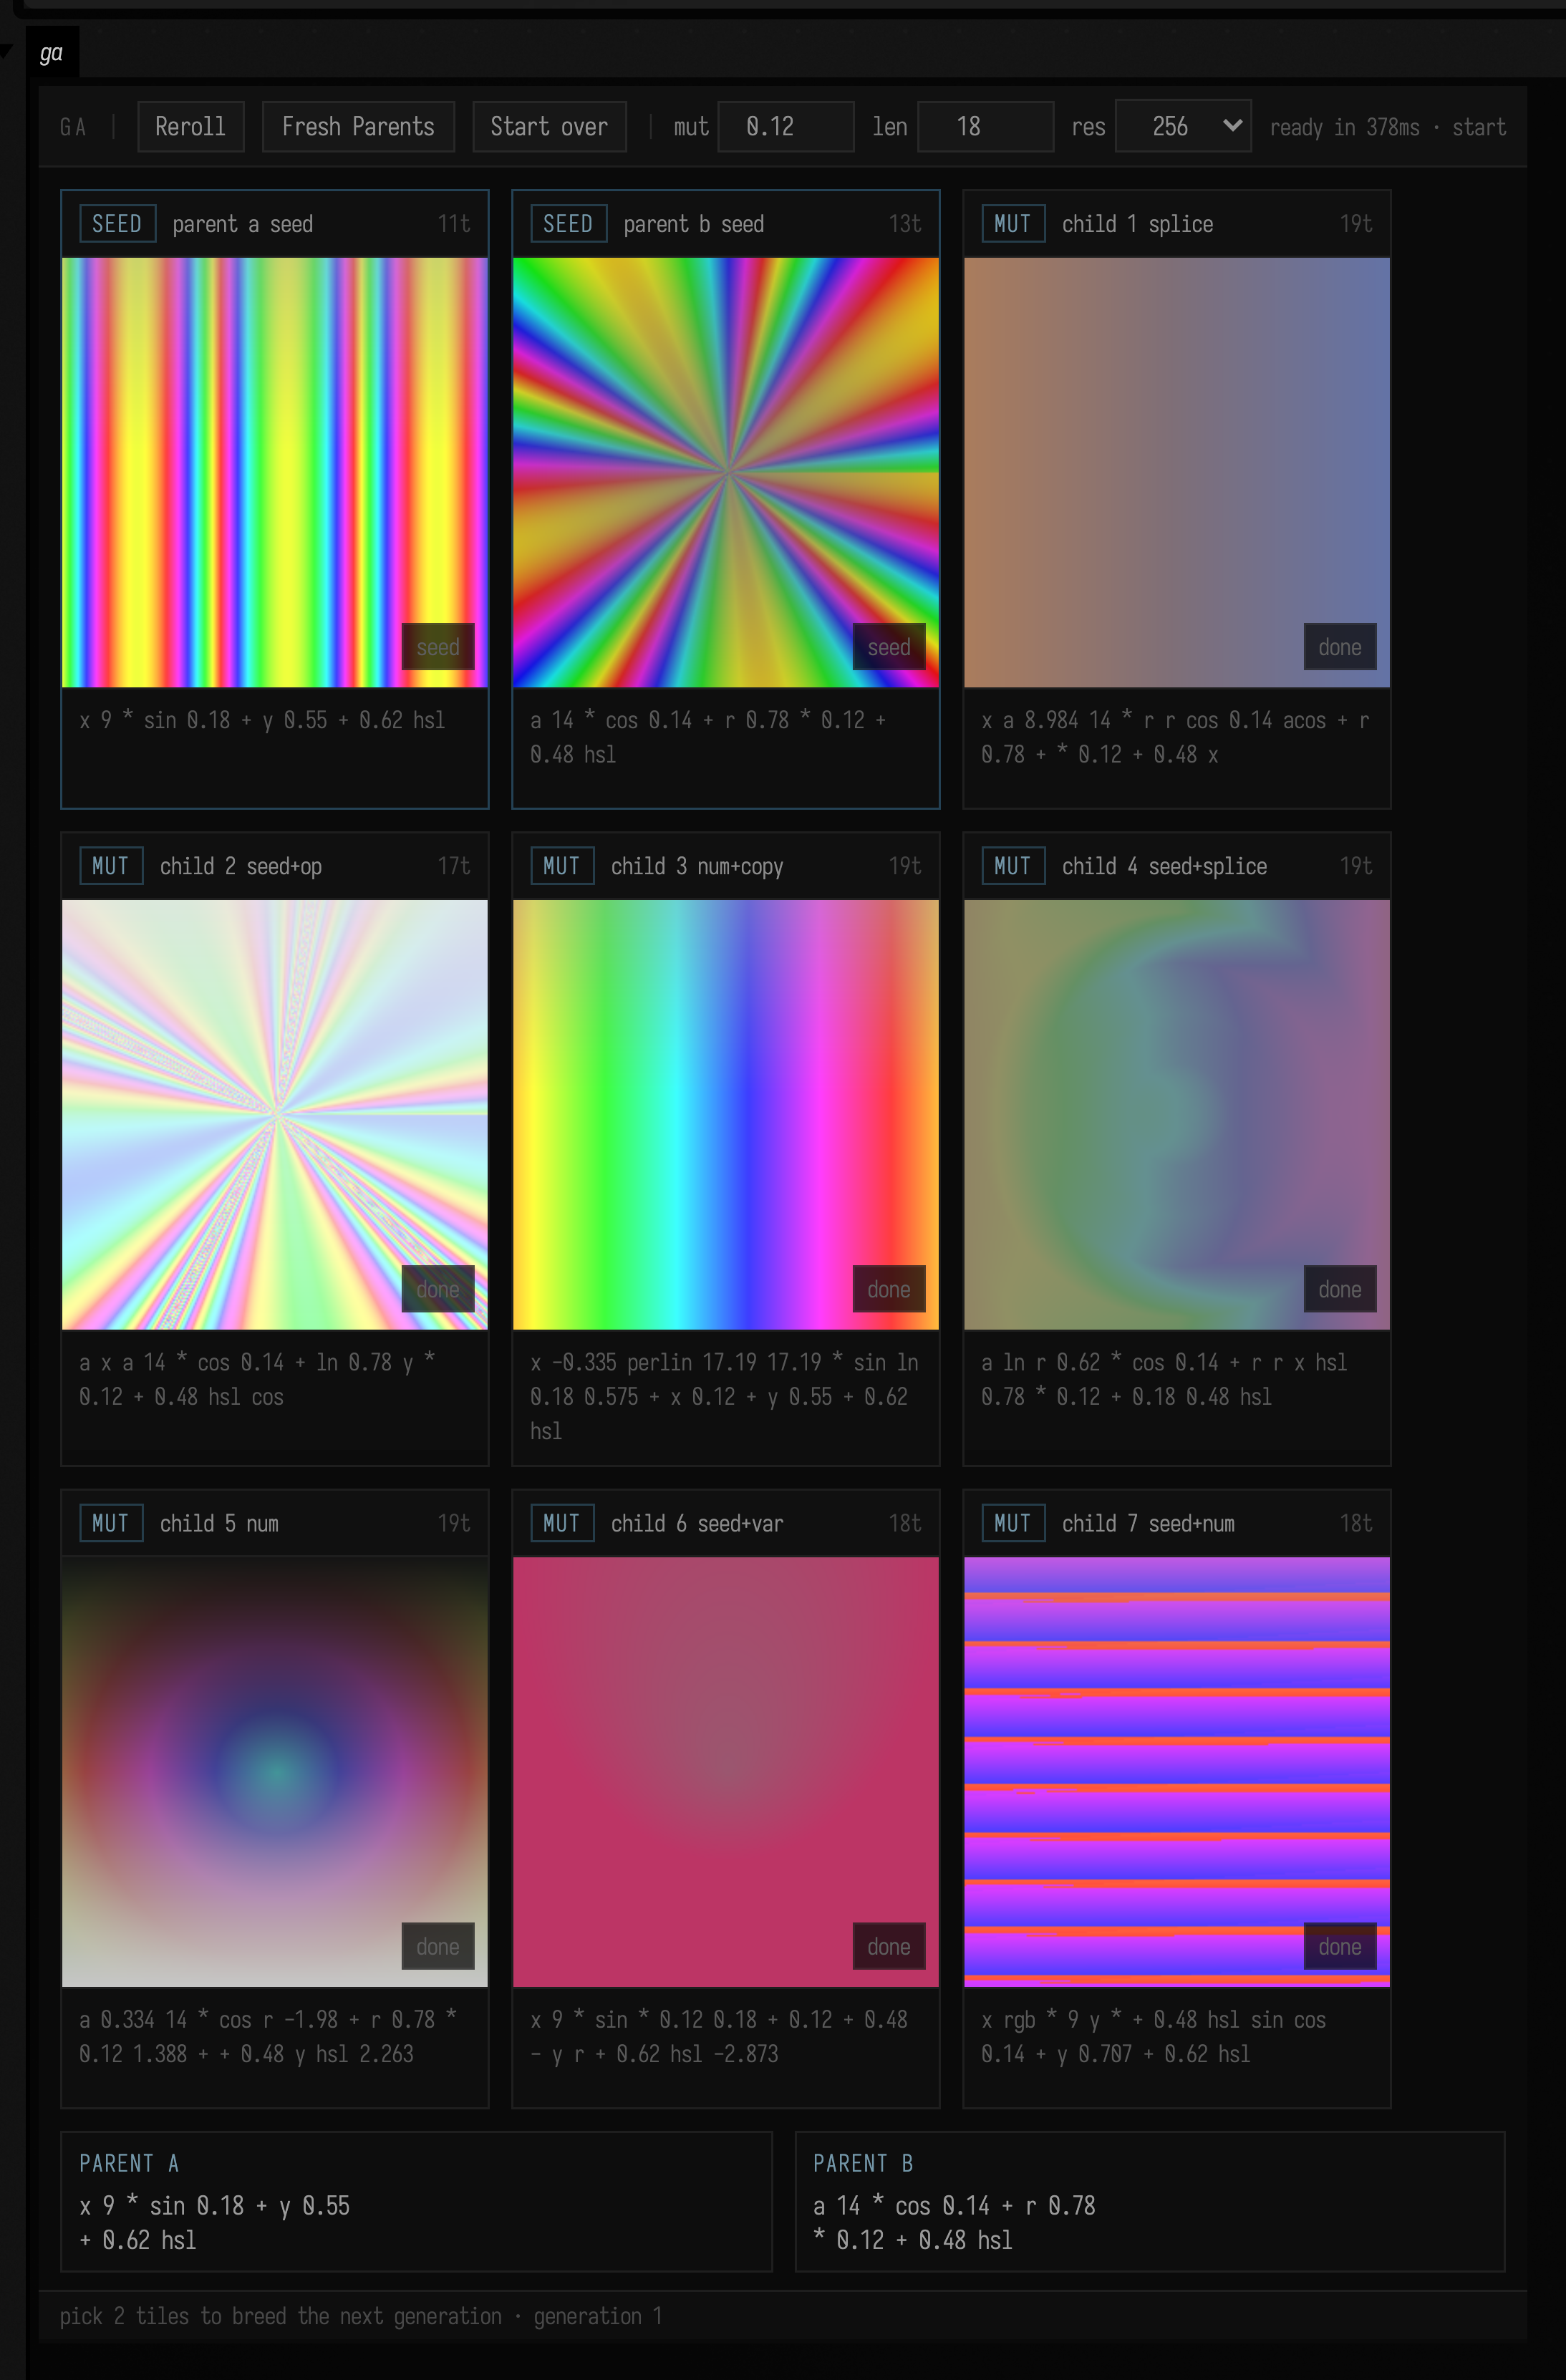 ga
GA | Reroll Fresh Parents Start over | mut 0.12 len 18 res 256 ready in 378ms · start
SEED parent a seed 11t
seed
x 9 * sin 0.18 + y 0.55 + 0.62 hsl
SEED parent b seed 13t
seed
a 14 * cos 0.14 + r 0.78 * 0.12 +
0.48 hsl
MUT child 1 splice 19t
done
x a 8.984 14 * r r cos 0.14 acos + r
0.78 + * 0.12 + 0.48 x
MUT child 2 seed+op 17t
done
a x a 14 * cos 0.14 + ln 0.78 y *
0.12 + 0.48 hsl cos
MUT child 3 num+copy 19t
done
x -0.335 perlin 17.19 17.19 * sin ln
0.18 0.575 + x 0.12 + y 0.55 + 0.62
hsl
MUT child 4 seed+splice 19t
done
a ln r 0.62 * cos 0.14 + r r x hsl
0.78 * 0.12 + 0.18 0.48 hsl
MUT child 5 num 19t
done
a 0.334 14 * cos r -1.98 + r 0.78 *
0.12 1.388 + + 0.48 y hsl 2.263
MUT child 6 seed+var 18t
done
x 9 * sin * 0.12 0.18 + 0.12 + 0.48
- y r + 0.62 hsl -2.873
MUT child 7 seed+num 18t
done
x rgb * 9 y * + 0.48 hsl sin cos
0.14 + y 0.707 + 0.62 hsl
PARENT A
x 9 * sin 0.18 + y 0.55
+ 0.62 hsl
PARENT B
a 14 * cos 0.14 + r 0.78
* 0.12 + 0.48 hsl
pick 2 tiles to breed the next generation · generation 1